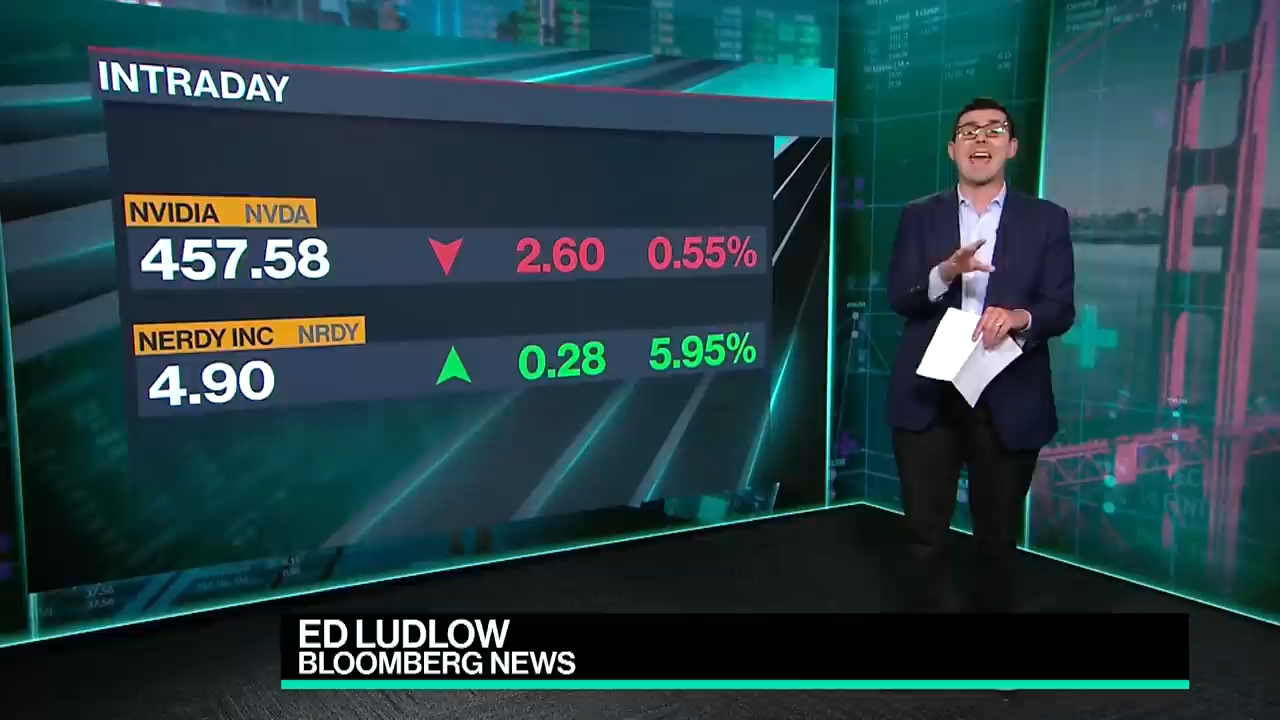 INTRADAY
NVIDIA NVDA
457.58 2.60 0.55%
NERDY INC NRDY
4.90 0.28 5.95%
ED LUDLOW
BLOOMBERG NEWS